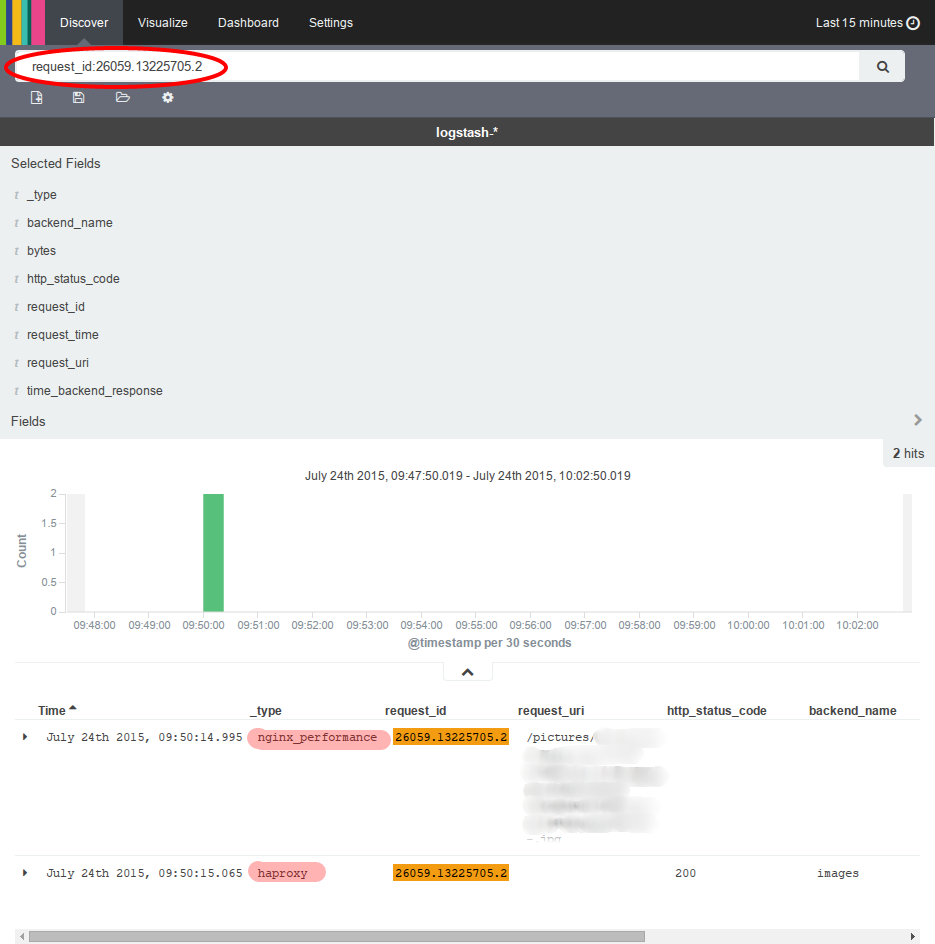 Discover Visualize Dashboard Settings Last 15 minutes
request_id:26059.13225705.2
logstash-*
Selected Fields
t _type
t backend_name
t bytes
t http_status_code
t request_id
t request_time
t request_uri
t time_backend_response
Fields
2 hits
July 24th 2015, 09:47:50.019 - July 24th 2015, 10:02:50.019
2
1.5
1
0.5
0
Count
09:48:00 09:49:00 09:50:00 09:51:00 09:52:00 09:53:00 09:54:00 09:55:00 09:56:00 09:57:00 09:58:00 09:59:00 10:00:00 10:01:00 10:02:00
@timestamp per 30 seconds
Time _type request_id request_uri http_status_code backend_name
July 24th 2015, 09:50:14.995 nginx_performance 26059.13225705.2 /pictures/
July 24th 2015, 09:50:15.065 haproxy 26059.13225705.2 200 images